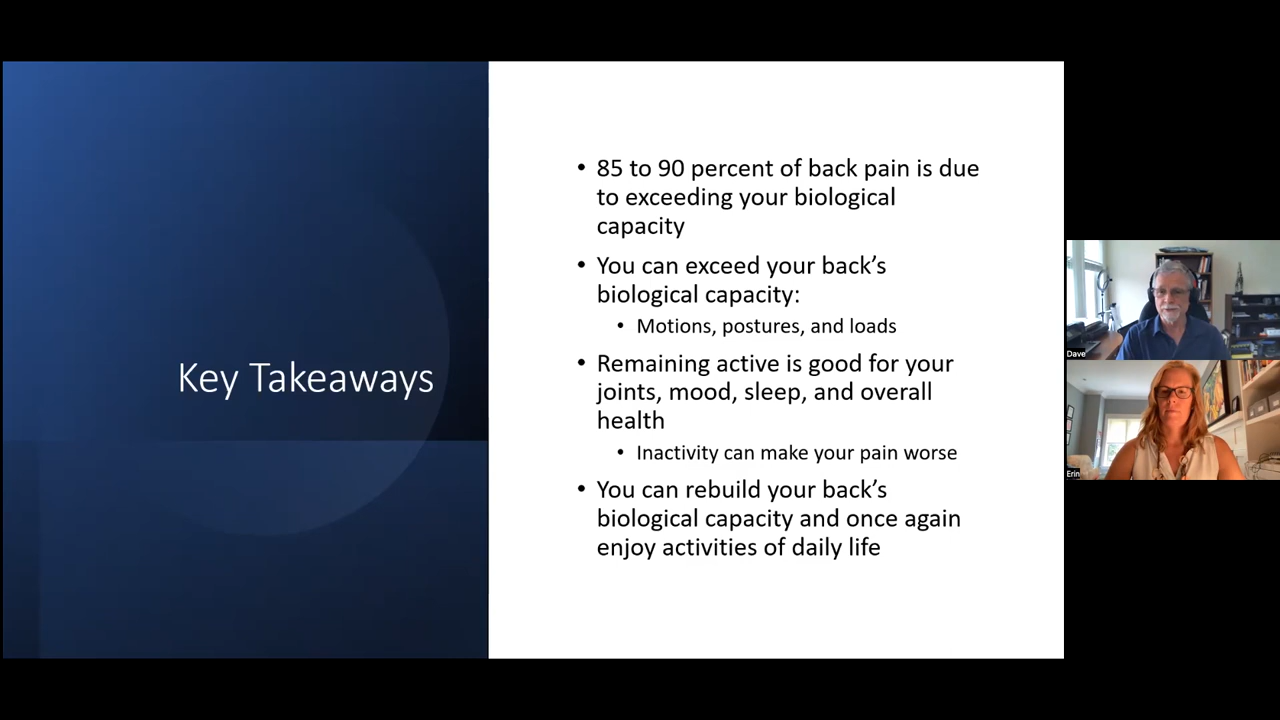 Key Takeaways
• 85 to 90 percent of back pain is due
to exceeding your biological
capacity
• You can exceed your back’s
biological capacity:
• Motions, postures, and loads
• Remaining active is good for your
joints, mood, sleep, and overall
health
• Inactivity can make your pain worse
• You can rebuild your back’s
biological capacity and once again
enjoy activities of daily life
Dave
Erin